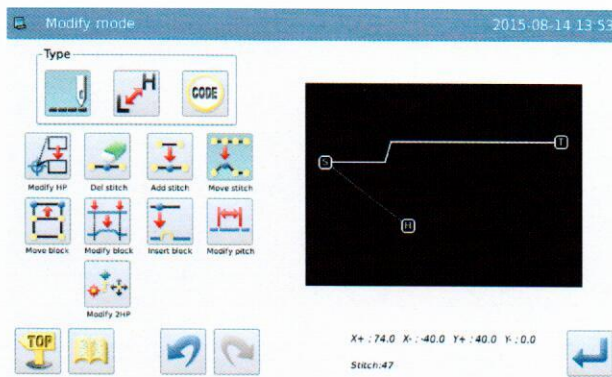 Modify mode 2015-08-14 13:53
Type
L H CODE
Modify HP Del stitch Add stitch Move stitch
Move block Modify block Insert block Modify pitch
Modify 2HP
S T
H
TOP
X+ : 74.0 X- : -40.0 Y+ : 40.0 Y- : 0.0
Stitch:47